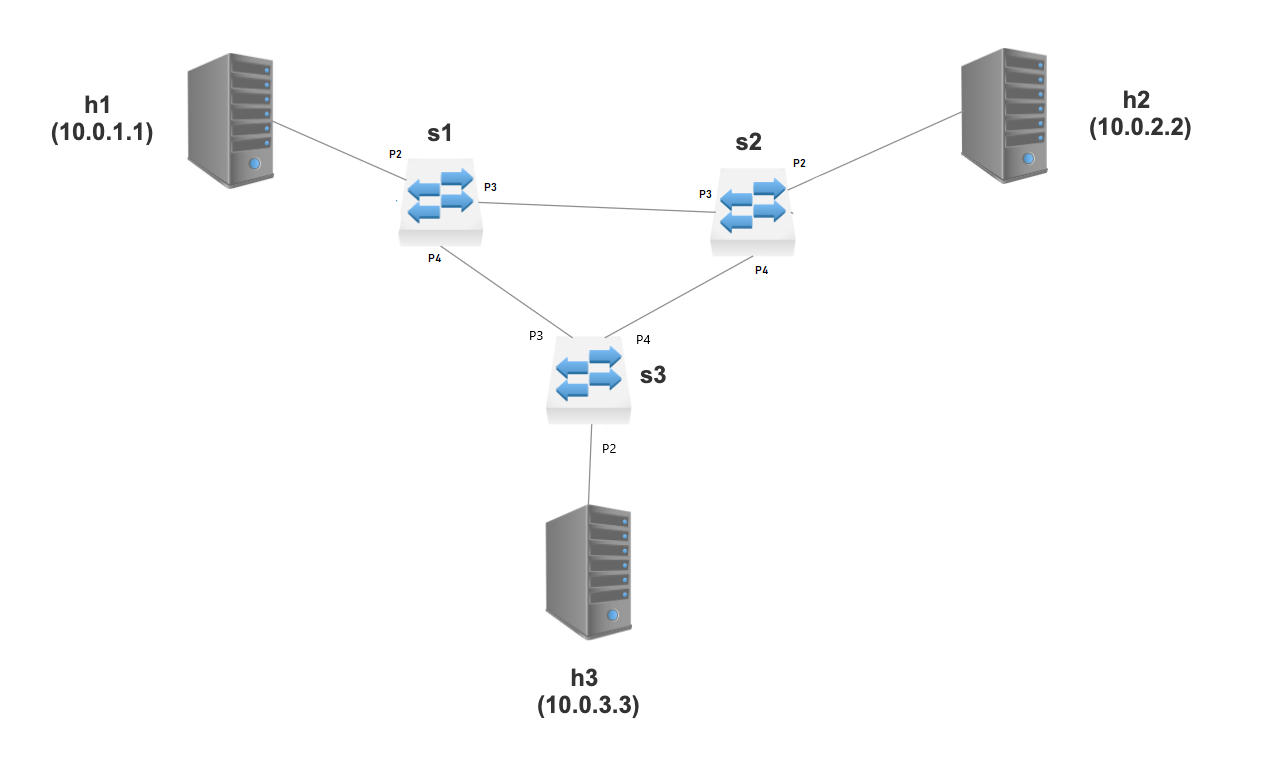 h1
(10.0.1.1)
h2
(10.0.2.2)
s1
s2
P2
P3
P4
P3
P2
P4
P3
P4
s3
P2
h3
(10.0.3.3)